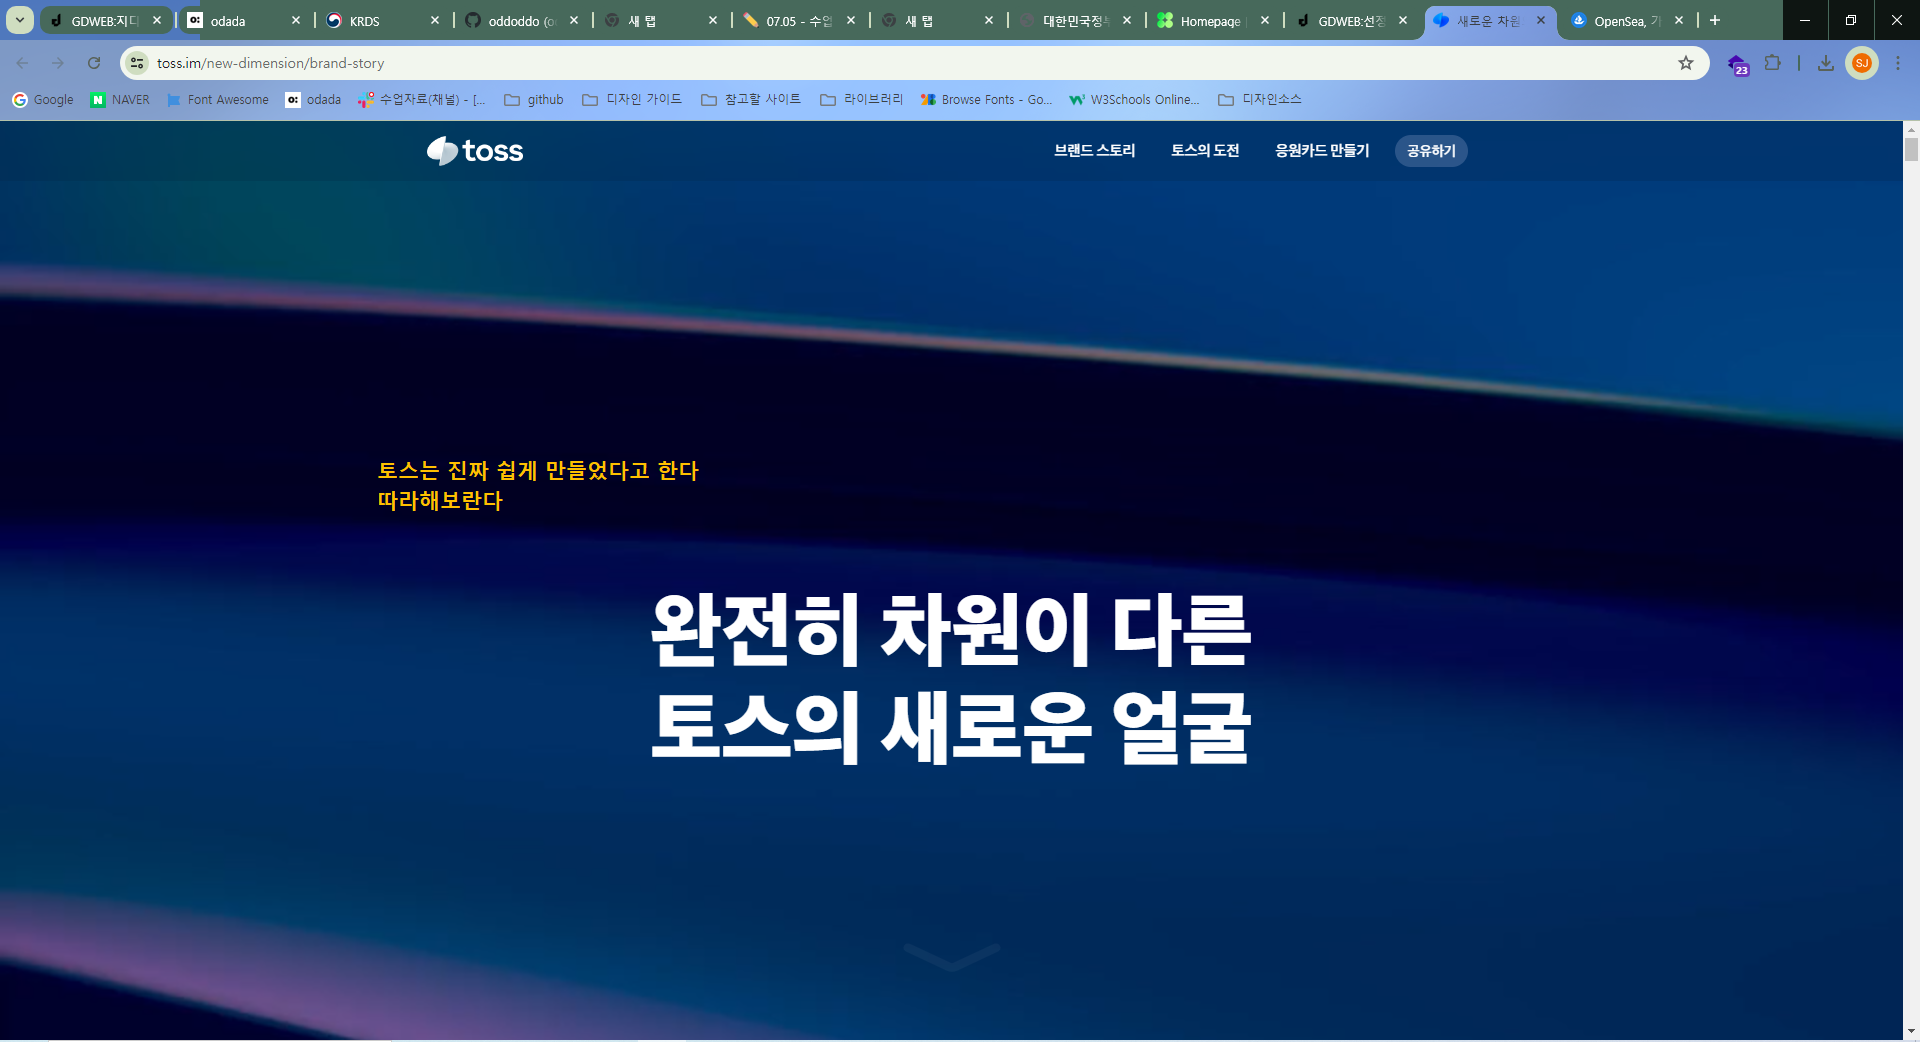 GDWEB:지디
odada
KRDS
oddoddo (o
새 탭
07.05 - 수업
새 탭
대한민국정부
Homepage
GDWEB:선정
새로운 차원
OpenSea, 기
toss.im/new-dimension/brand-story
23
SJ
Google
NAVER
Font Awesome
odada
수업자료(채널) - [...
github
디자인 가이드
참고할 사이트
라이브러리
Browse Fonts - Go...
W3Schools Online...
디자인소스
toss
브랜드 스토리
토스의 도전
응원카드 만들기
공유하기
토스는 진짜 쉽게 만들었다고 한다
따라해보란다
완전히 차원이 다른
토스의 새로운 얼굴